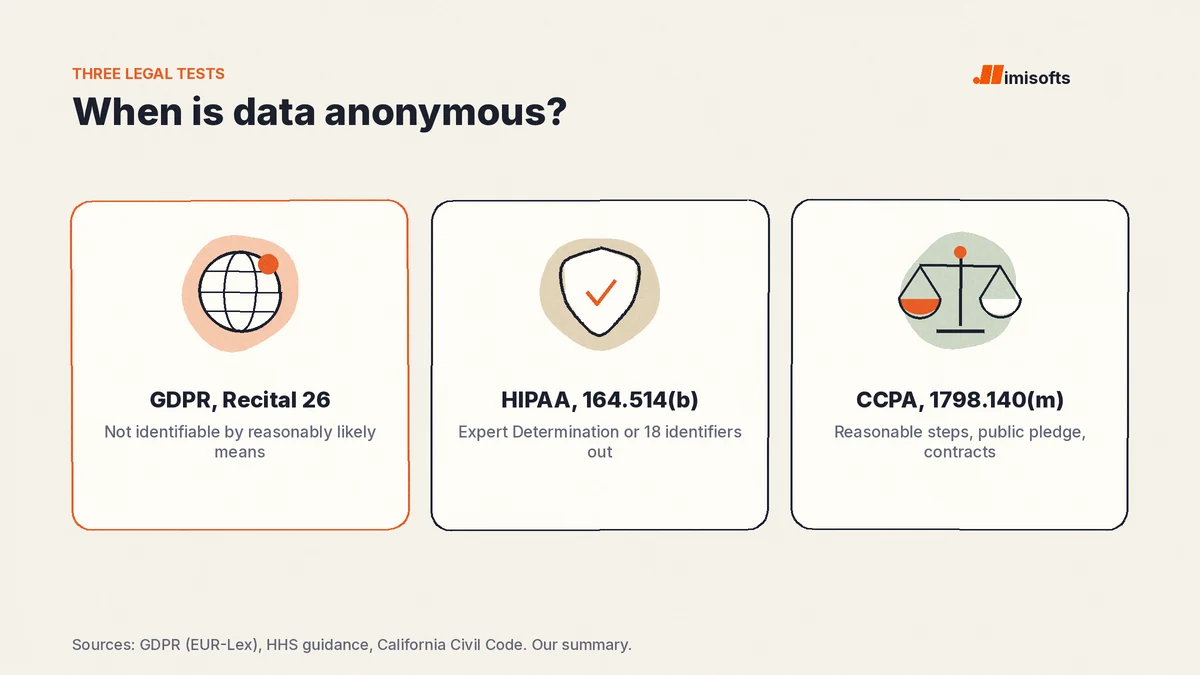 THREE LEGAL TESTS
imisofts
When is data anonymous?
GDPR, Recital 26
Not identifiable by reasonably likely
means
HIPAA, 164.514(b)
Expert Determination or 18 identifiers
out
CCPA, 1798.140(m)
Reasonable steps, public pledge,
contracts
Sources: GDPR (EUR-Lex), HHS guidance, California Civil Code. Our summary.